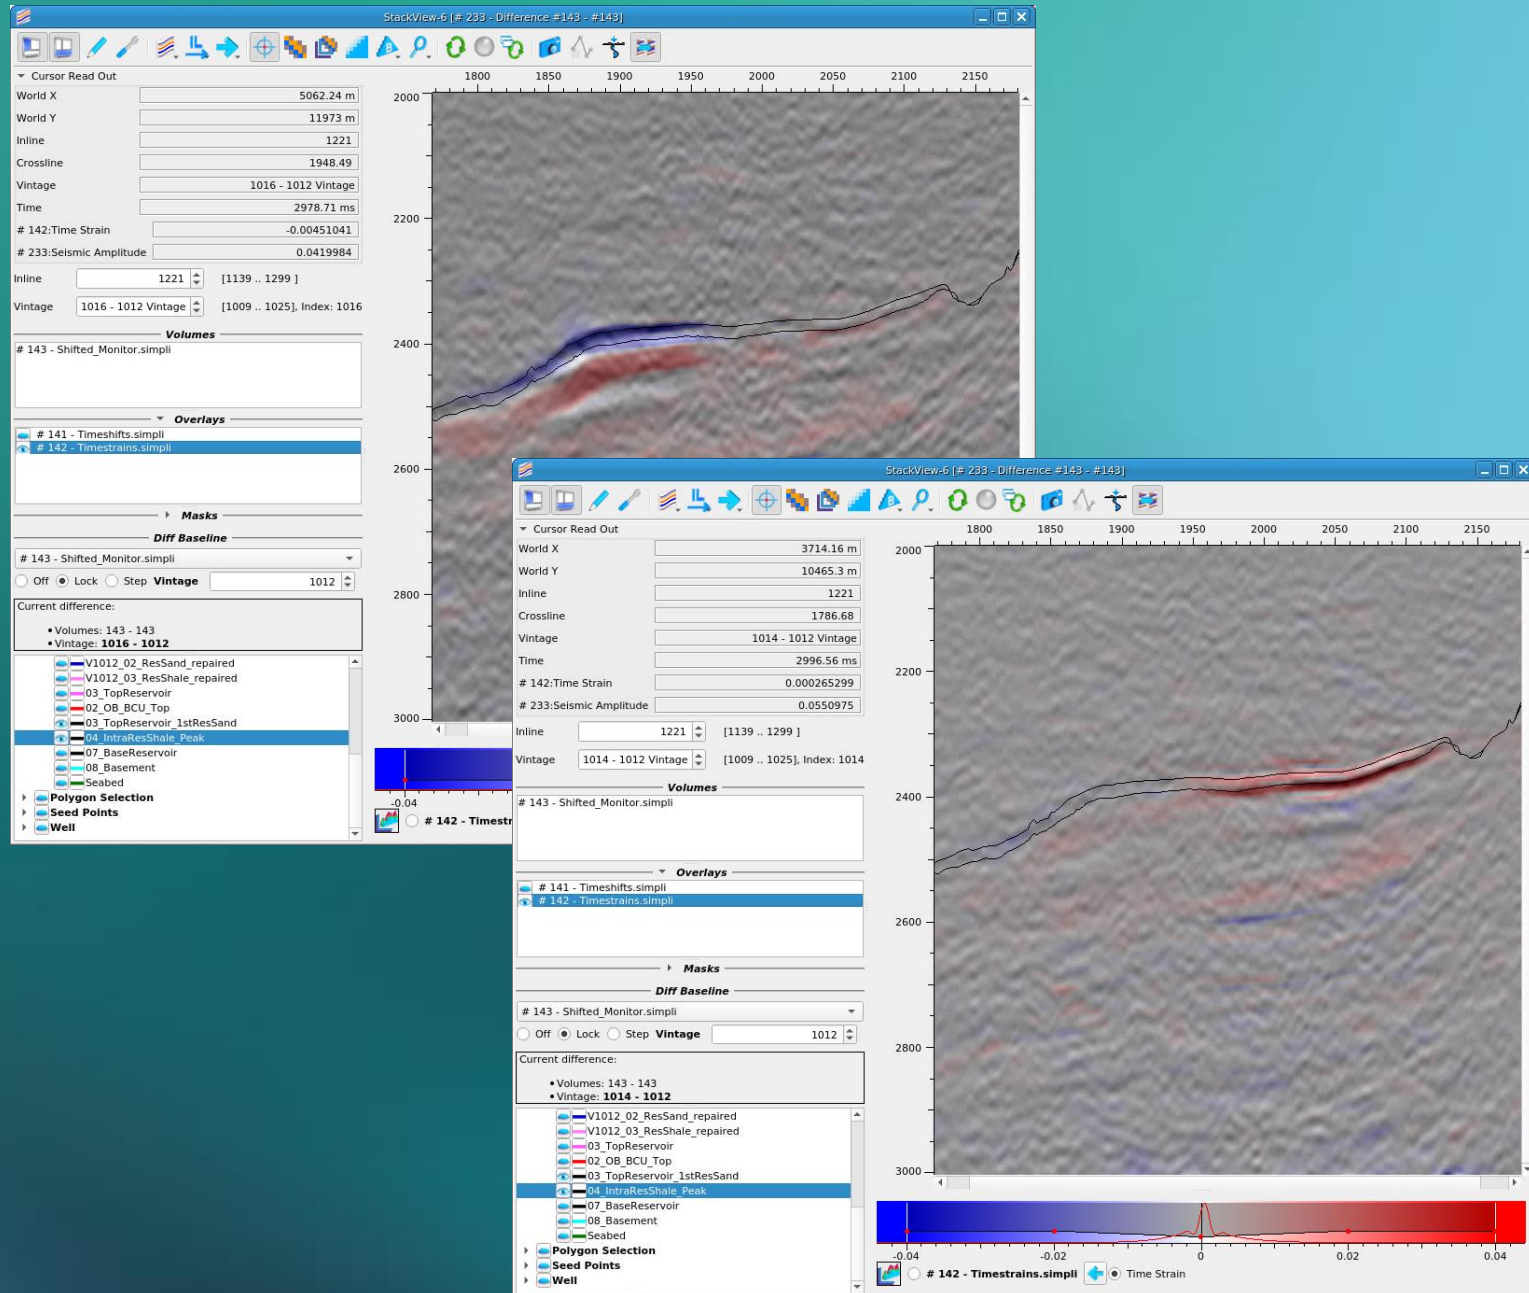 StackView-6 [# 233 - Difference #143 - #143]
Cursor Read Out
World X 5062.24 m
World Y 11973 m
Inline 1221
Crossline 1948.49
Vintage 1016 - 1012 Vintage
Time 2978.71 ms
# 142:Time Strain -0.00451041
# 233:Seismic Amplitude 0.0419984
Inline 1221 [1139 .. 1299 ]
Vintage 1016 - 1012 Vintage [1009 .. 1025], Index: 1016
Volumes
# 143 - Shifted_Monitor.simpli
Overlays
# 141 - Timeshifts.simpli
# 142 - Timestrains.simpli
Masks
Diff Baseline
# 143 - Shifted_Monitor.simpli
Off Lock Step Vintage 1012
Current difference:
• Volumes: 143 - 143
• Vintage: 1016 - 1012
V1012_02_ResSand_repaired
V1012_03_ResShale_repaired
03_TopReservoir
02_OB_BCU_Top
03_TopReservoir_1stResSand
04_IntraResShale_Peak
07_BaseReservoir
08_Basement
Seabed
Polygon Selection
Seed Points
Well
1800 1850 1900 1950 2000 2050 2100 2150
2000
2200
2400
2600
2800
3000
-0.04
# 142 - Timestr
StackView-6 [# 233 - Difference #143 - #143]
Cursor Read Out
World X 3714.16 m
World Y 10465.3 m
Inline 1221
Crossline 1786.68
Vintage 1014 - 1012 Vintage
Time 2996.56 ms
# 142:Time Strain 0.000265299
# 233:Seismic Amplitude 0.0550975
Inline 1221 [1139 .. 1299 ]
Vintage 1014 - 1012 Vintage [1009 .. 1025], Index: 1014
Volumes
# 143 - Shifted_Monitor.simpli
Overlays
# 141 - Timeshifts.simpli
# 142 - Timestrains.simpli
Masks
Diff Baseline
# 143 - Shifted_Monitor.simpli
Off Lock Step Vintage 1012
Current difference:
• Volumes: 143 - 143
• Vintage: 1014 - 1012
V1012_02_ResSand_repaired
V1012_03_ResShale_repaired
03_TopReservoir
02_OB_BCU_Top
03_TopReservoir_1stResSand
04_IntraResShale_Peak
07_BaseReservoir
08_Basement
Seabed
Polygon Selection
Seed Points
Well
1800 1850 1900 1950 2000 2050 2100 2150
2000
2200
2400
2600
2800
3000
-0.04 -0.02 0 0.02 0.04
# 142 - Timestrains.simpli Time Strain